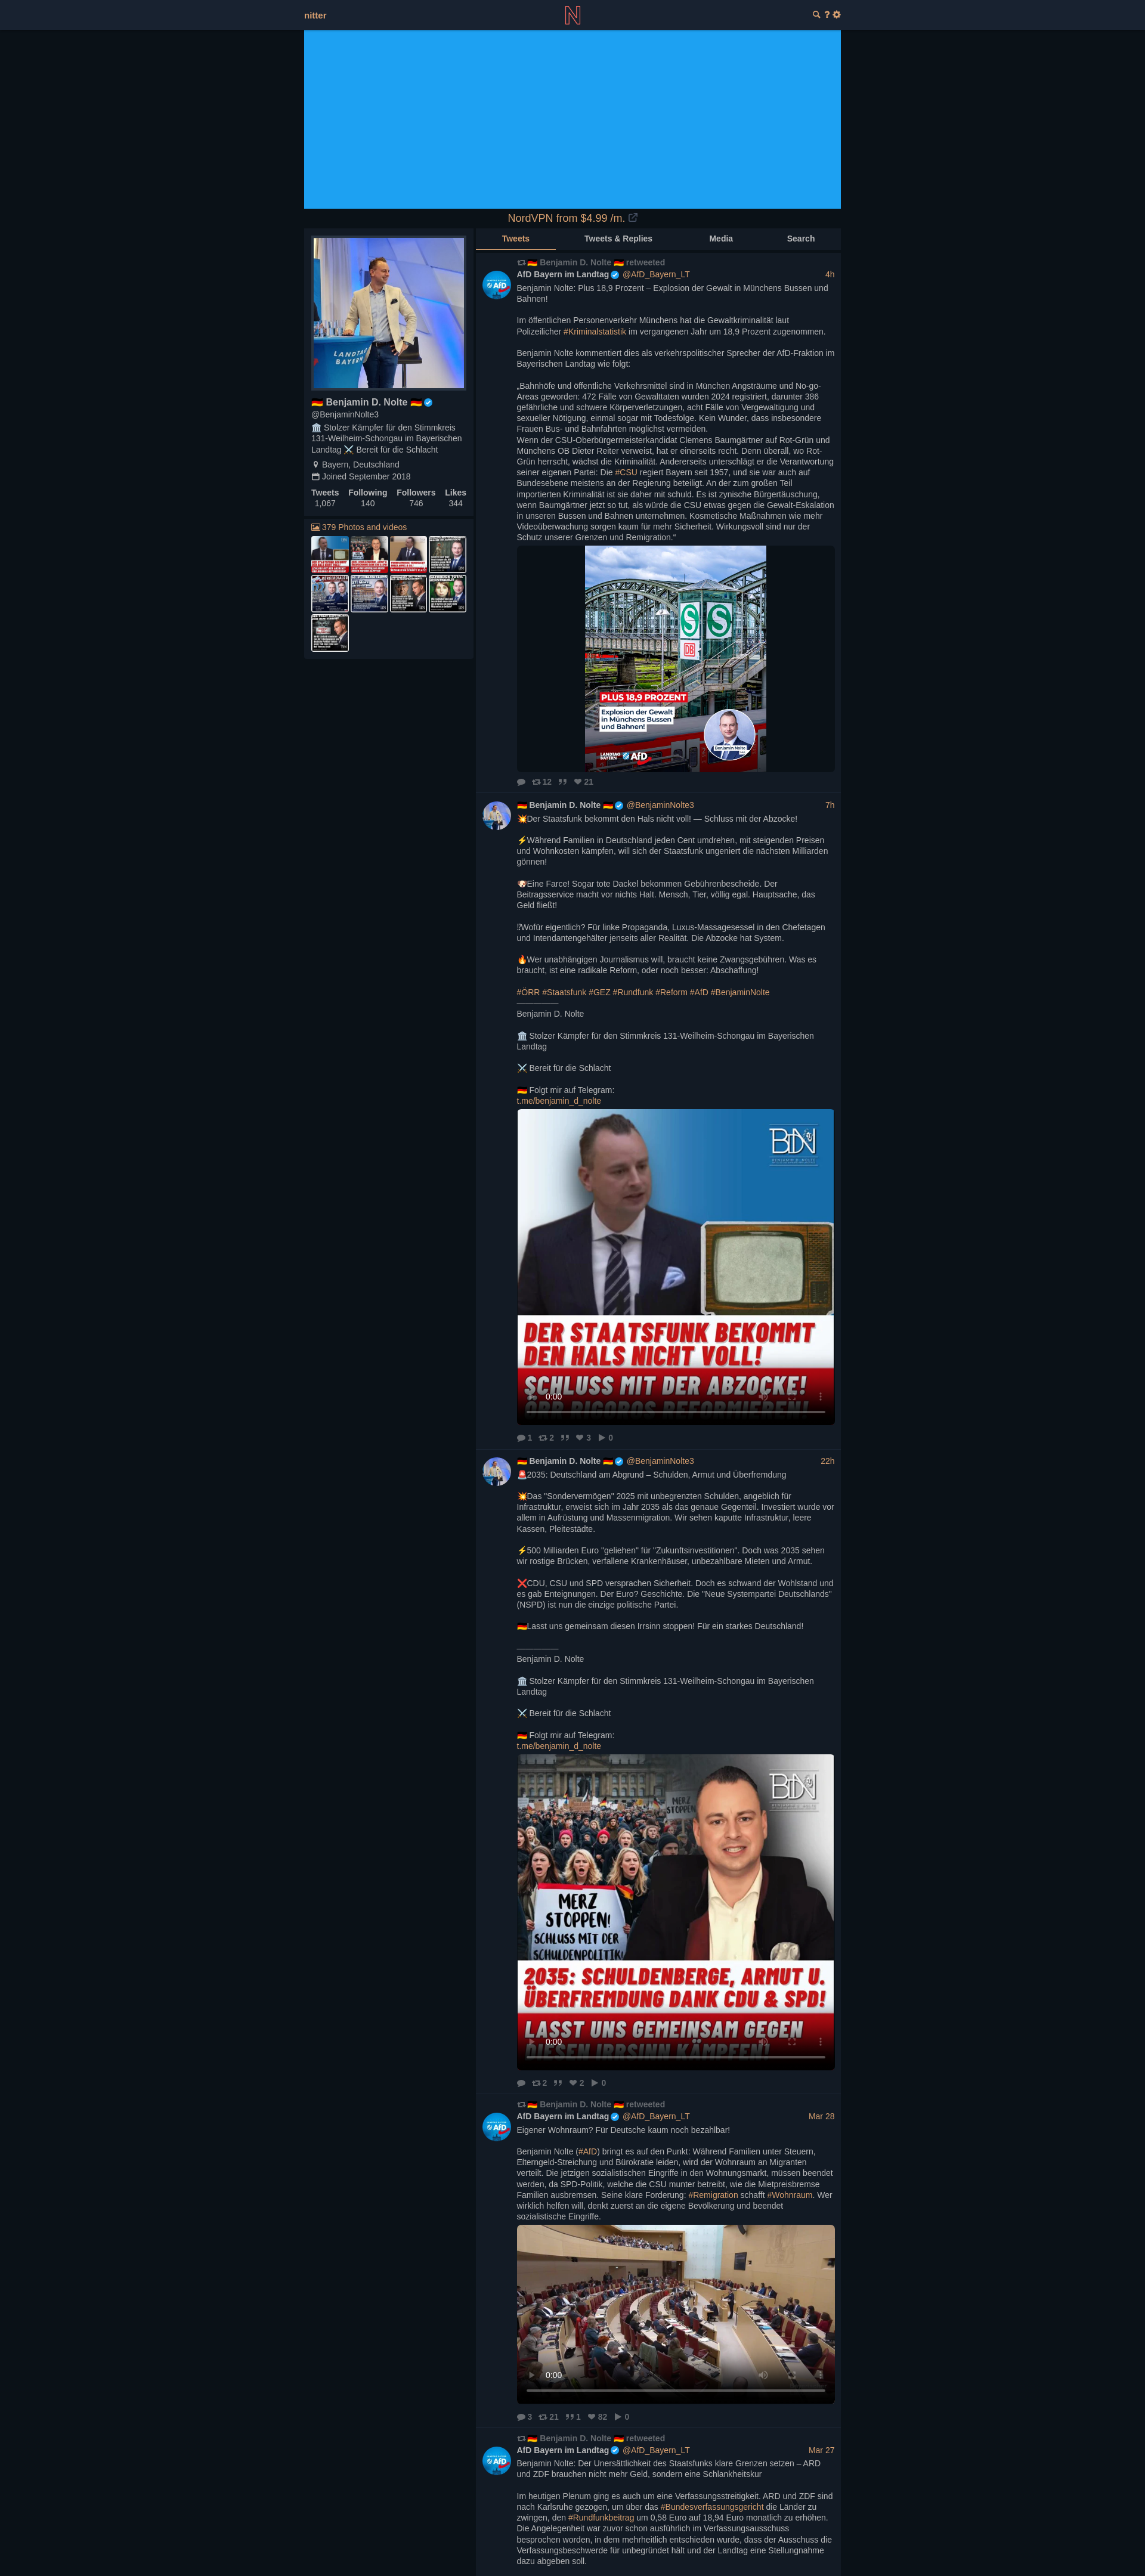 nitter
NordVPN from $4.99 /m.
Tweets
Tweets & Replies
Media
Search
LANDTAG
BAYERN
🇩🇪 Benjamin D. Nolte 🇩🇪
@BenjaminNolte3
🏛️ Stolzer Kämpfer für den Stimmkreis
131-Weilheim-Schongau im Bayerischen
Landtag ⚔️ Bereit für die Schlacht
Bayern, Deutschland
Joined September 2018
Tweets Following Followers Likes
1,067 140 746 344
379 Photos and videos
🇩🇪 Benjamin D. Nolte 🇩🇪 retweeted
AfD Bayern im Landtag @AfD_Bayern_LT 4h
Benjamin Nolte: Plus 18,9 Prozent – Explosion der Gewalt in Münchens Bussen und
Bahnen!
Im öffentlichen Personenverkehr Münchens hat die Gewaltkriminalität laut
Polizeilicher #Kriminalstatistik im vergangenen Jahr um 18,9 Prozent zugenommen.
Benjamin Nolte kommentiert dies als verkehrspolitischer Sprecher der AfD-Fraktion im
Bayerischen Landtag wie folgt:
„Bahnhöfe und öffentliche Verkehrsmittel sind in München Angsträume und No-go-
Areas geworden: 472 Fälle von Gewalttaten wurden 2024 registriert, darunter 386
gefährliche und schwere Körperverletzungen, acht Fälle von Vergewaltigung und
sexueller Nötigung, einmal sogar mit Todesfolge. Kein Wunder, dass insbesondere
Frauen Bus- und Bahnfahrten möglichst vermeiden.
Wenn der CSU-Oberbürgermeisterkandidat Clemens Baumgärtner auf Rot-Grün und
Münchens OB Dieter Reiter verweist, hat er einerseits recht. Denn überall, wo Rot-
Grün herrscht, wächst die Kriminalität. Andererseits unterschlägt er die Verantwortung
seiner eigenen Partei: Die #CSU regiert Bayern seit 1957, und sie war auch auf
Bundesebene meistens an der Regierung beteiligt. An der zum großen Teil
importierten Kriminalität ist sie daher mit schuld. Es ist zynische Bürgertäuschung,
wenn Baumgärtner jetzt so tut, als würde die CSU etwas gegen die Gewalt-Eskalation
in unseren Bussen und Bahnen unternehmen. Kosmetische Maßnahmen wie mehr
Videoüberwachung sorgen kaum für mehr Sicherheit. Wirkungsvoll sind nur der
Schutz unserer Grenzen und Remigration.“
S S
DB
PLUS 18,9 PROZENT
Explosion der Gewalt
in Münchens Bussen
und Bahnen!
Benjamin Nolte
LANDTAG
BAYERN AfD
12 21
🇩🇪 Benjamin D. Nolte 🇩🇪 @BenjaminNolte3 7h
💥Der Staatsfunk bekommt den Hals nicht voll! — Schluss mit der Abzocke!
⚡Während Familien in Deutschland jeden Cent umdrehen, mit steigenden Preisen
und Wohnkosten kämpfen, will sich der Staatsfunk ungeniert die nächsten Milliarden
gönnen!
🐶Eine Farce! Sogar tote Dackel bekommen Gebührenbescheide. Der
Beitragsservice macht vor nichts Halt. Mensch, Tier, völlig egal. Hauptsache, das
Geld fließt!
⁉Wofür eigentlich? Für linke Propaganda, Luxus-Massagesessel in den Chefetagen
und Intendantengehälter jenseits aller Realität. Die Abzocke hat System.
🔥Wer unabhängigen Journalismus will, braucht keine Zwangsgebühren. Was es
braucht, ist eine radikale Reform, oder noch besser: Abschaffung!
#ÖRR #Staatsfunk #GEZ #Rundfunk #Reform #AfD #BenjaminNolte
—————
Benjamin D. Nolte
🏛️ Stolzer Kämpfer für den Stimmkreis 131-Weilheim-Schongau im Bayerischen
Landtag
⚔️ Bereit für die Schlacht
🇩🇪 Folgt mir auf Telegram:
t.me/benjamin_d_nolte
BDN
DER STAATSFUNK BEKOMMT
DEN HALS NICHT VOLL!
SCHLUSS MIT DER ABZOCKE!
ÖRR RIGOROS REFORMIEREN!
0:00
1 2 3 0
🇩🇪 Benjamin D. Nolte 🇩🇪 @BenjaminNolte3 22h
🚨2035: Deutschland am Abgrund – Schulden, Armut und Überfremdung
💥Das "Sondervermögen" 2025 mit unbegrenzten Schulden, angeblich für
Infrastruktur, erweist sich im Jahr 2035 als das genaue Gegenteil. Investiert wurde vor
allem in Aufrüstung und Massenmigration. Wir sehen kaputte Infrastruktur, leere
Kassen, Pleitestädte.
⚡500 Milliarden Euro "geliehen" für "Zukunftsinvestitionen". Doch was 2035 sehen
wir rostige Brücken, verfallene Krankenhäuser, unbezahlbare Mieten und Armut.
❌CDU, CSU und SPD versprachen Sicherheit. Doch es schwand der Wohlstand und
es gab Enteignungen. Der Euro? Geschichte. Die "Neue Systempartei Deutschlands"
(NSPD) ist nun die einzige politische Partei.
🇩🇪Lasst uns gemeinsam diesen Irrsinn stoppen! Für ein starkes Deutschland!
—————
Benjamin D. Nolte
🏛️ Stolzer Kämpfer für den Stimmkreis 131-Weilheim-Schongau im Bayerischen
Landtag
⚔️ Bereit für die Schlacht
🇩🇪 Folgt mir auf Telegram:
t.me/benjamin_d_nolte
BDN
MERZ
STOPPEN
MERZ
STOPPEN!
SCHLUSS MIT DER
SCHULDENPOLITIK!
2035: SCHULDENBERGE, ARMUT U.
ÜBERFREMDUNG DANK CDU & SPD!
LASST UNS GEMEINSAM GEGEN
DIESEN IRRSINN KÄMPFEN!
0:00
2 2 0
🇩🇪 Benjamin D. Nolte 🇩🇪 retweeted
AfD Bayern im Landtag @AfD_Bayern_LT Mar 28
Eigener Wohnraum? Für Deutsche kaum noch bezahlbar!
Benjamin Nolte (#AfD) bringt es auf den Punkt: Während Familien unter Steuern,
Elterngeld-Streichung und Bürokratie leiden, wird der Wohnraum an Migranten
verteilt. Die jetzigen sozialistischen Eingriffe in den Wohnungsmarkt, müssen beendet
werden, da SPD-Politik, welche die CSU munter betreibt, wie die Mietpreisbremse
Familien ausbremsen. Seine klare Forderung: #Remigration schafft #Wohnraum. Wer
wirklich helfen will, denkt zuerst an die eigene Bevölkerung und beendet
sozialistische Eingriffe.
0:00
3 21 1 82 0
🇩🇪 Benjamin D. Nolte 🇩🇪 retweeted
AfD Bayern im Landtag @AfD_Bayern_LT Mar 27
Benjamin Nolte: Der Unersättlichkeit des Staatsfunks klare Grenzen setzen – ARD
und ZDF brauchen nicht mehr Geld, sondern eine Schlankheitskur
Im heutigen Plenum ging es auch um eine Verfassungsstreitigkeit. ARD und ZDF sind
nach Karlsruhe gezogen, um über das #Bundesverfassungsgericht die Länder zu
zwingen, den #Rundfunkbeitrag um 0,58 Euro auf 18,94 Euro monatlich zu erhöhen.
Die Angelegenheit war zuvor schon ausführlich im Verfassungsausschuss
besprochen worden, in dem mehrheitlich entschieden wurde, dass der Ausschuss die
Verfassungsbeschwerde für unbegründet hält und der Landtag eine Stellungnahme
dazu abgeben soll.